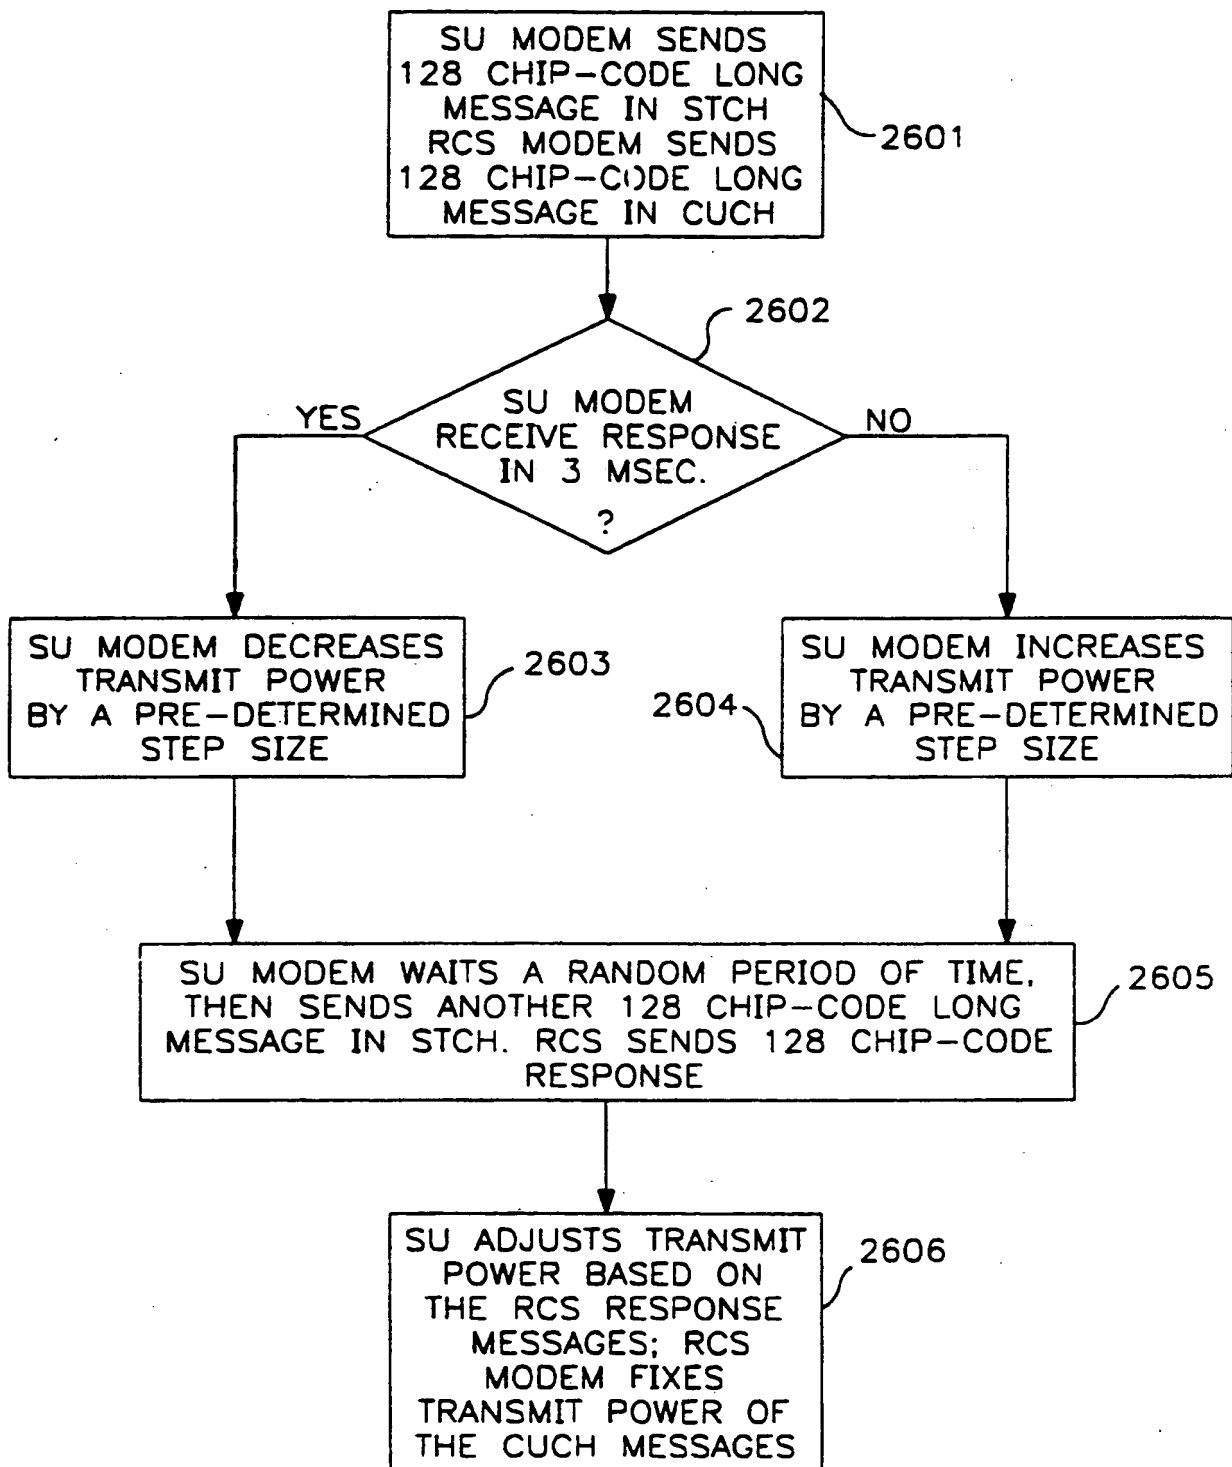 SU MODEM SENDS
128 CHIP-CODE LONG
MESSAGE IN STCH
RCS MODEM SENDS
128 CHIP-CODE LONG
MESSAGE IN CUCH
2601
2602
SU MODEM
RECEIVE RESPONSE
IN 3 MSEC.
?
YES
NO
SU MODEM DECREASES
TRANSMIT POWER
BY A PRE-DETERMINED
STEP SIZE
2603
2604
SU MODEM INCREASES
TRANSMIT POWER
BY A PRE-DETERMINED
STEP SIZE
SU MODEM WAITS A RANDOM PERIOD OF TIME,
THEN SENDS ANOTHER 128 CHIP-CODE LONG
MESSAGE IN STCH. RCS SENDS 128 CHIP-CODE
RESPONSE
2605
SU ADJUSTS TRANSMIT
POWER BASED ON
THE RCS RESPONSE
MESSAGES; RCS
MODEM FIXES
TRANSMIT POWER OF
THE CUCH MESSAGES
2606